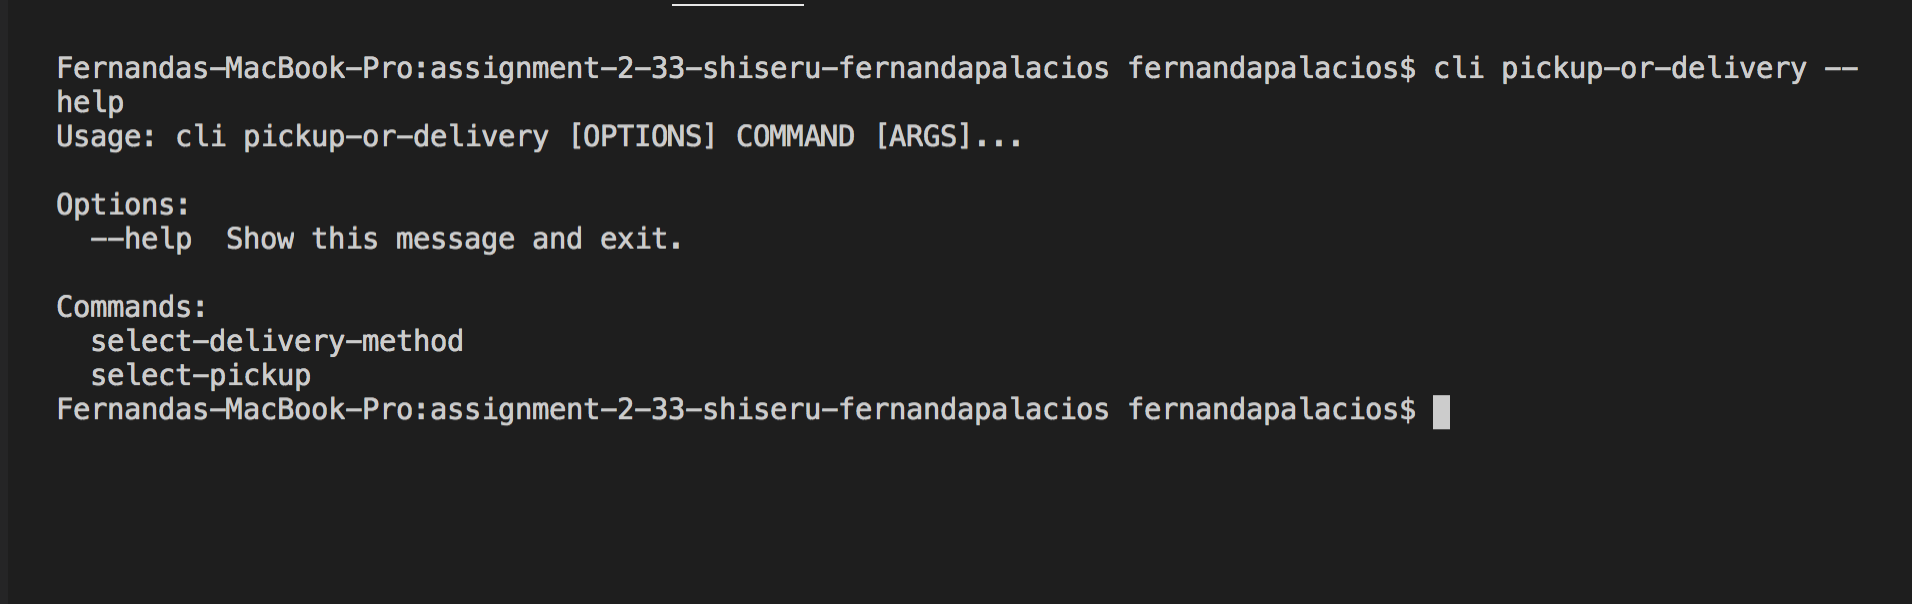 Fernandas-MacBook-Pro:assignment-2-33-shiseru-fernandapalacios fernandapalacios$ cli pickup-or-delivery --
help
Usage: cli pickup-or-delivery [OPTIONS] COMMAND [ARGS]...
Options:
  --help  Show this message and exit.
Commands:
  select-delivery-method
  select-pickup
Fernandas-MacBook-Pro:assignment-2-33-shiseru-fernandapalacios fernandapalacios$